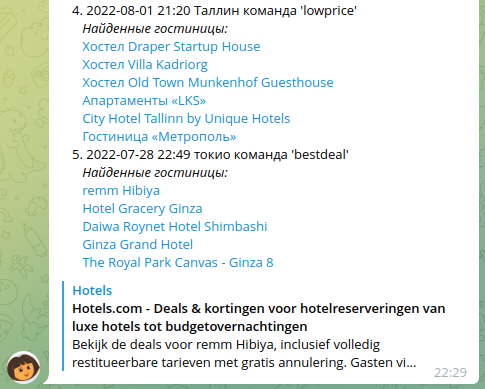 4. 2022-08-01 21:20 Таллин команда 'lowprice'
Найденные гостиницы:
Хостел Draper Startup House
Хостел Villa Kadriorg
Хостел Old Town Munkenhof Guesthouse
Апартаменты «LKS»
City Hotel Tallinn by Unique Hotels
Гостиница «Метрополь»
5. 2022-07-28 22:49 токио команда 'bestdeal'
Найденные гостиницы:
remm Hibiya
Hotel Gracery Ginza
Daiwa Roynet Hotel Shimbashi
Ginza Grand Hotel
The Royal Park Canvas - Ginza 8
Hotels
Hotels.com - Deals & kortingen voor hotelreserveringen van
luxe hotels tot budgetovernachtingen
Bekijk de deals voor remm Hibiya, inclusief volledig
restitueerbare tarieven met gratis annulering. Gasten vi...
22:29